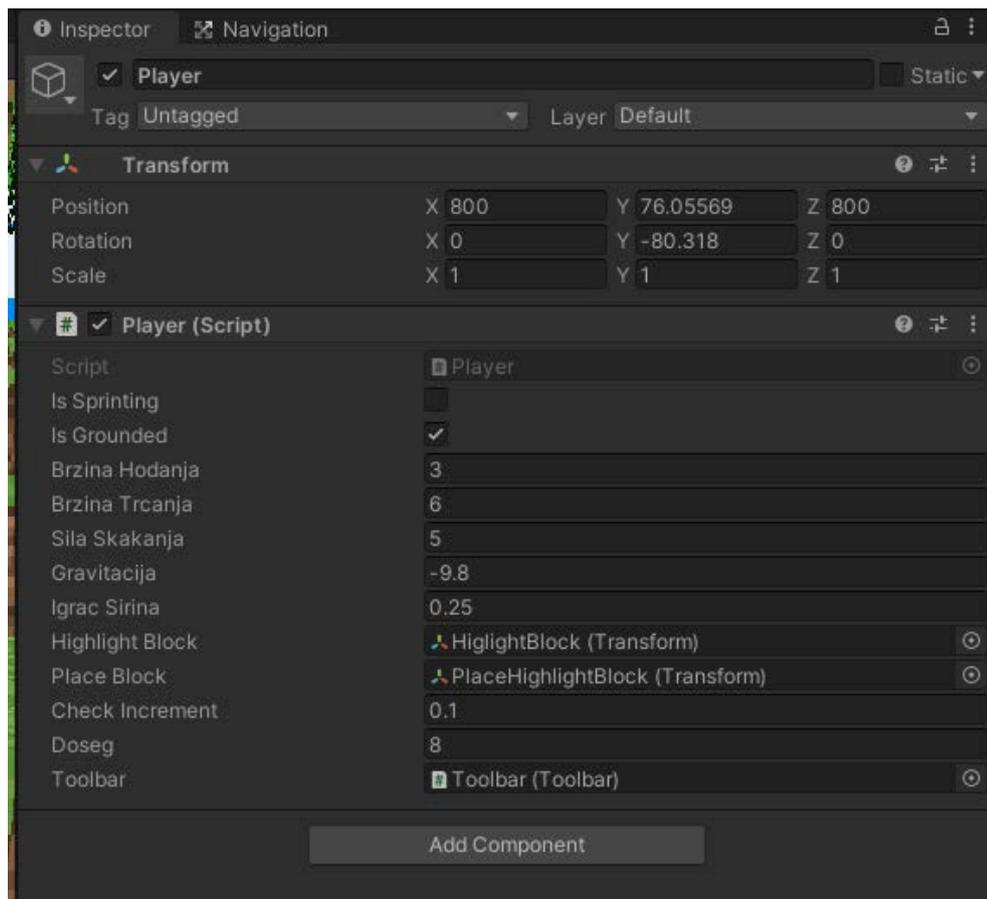 Inspector Navigation
Player Static
Tag Untagged Layer Default
Transform
Position X 800 Y 76.05569 Z 800
Rotation X 0 Y -80.318 Z 0
Scale X 1 Y 1 Z 1
# Player (Script)
Script # Player
Is Sprinting
Is Grounded
Brzina Hodanja 3
Brzina Trcanja 6
Sila Skakanja 5
Gravitacija -9.8
Igrac Sirina 0.25
Highlight Block HiglightBlock (Transform)
Place Block PlaceHighlightBlock (Transform)
Check Increment 0.1
Doseg 8
Toolbar # Toolbar (Toolbar)
Add Component